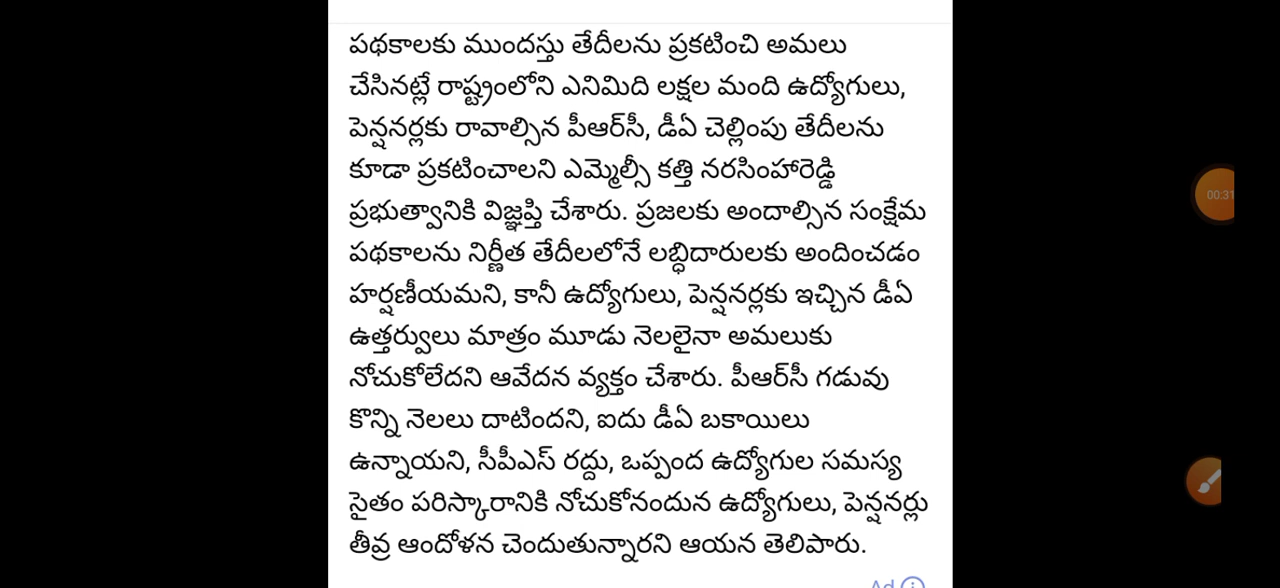 పథకాలకు ముందస్తు తేదీలను ప్రకటించి అమలు
చేసినట్లే రాష్ట్రంలోని ఎనిమిది లక్షల మంది ఉద్యోగులు,
పెన్షనర్లకు రావాల్సిన పీఆర్‌సీ, డీఏ చెల్లింపు తేదీలను
కూడా ప్రకటించాలని ఎమ్మెల్సీ కత్తి నరసింహారెడ్డి
ప్రభుత్వానికి విజ్ఞప్తి చేశారు. ప్రజలకు అందాల్సిన సంక్షేమ
పథకాలను నిర్ణీత తేదీలలోనే లబ్ధిదారులకు అందించడం
హర్షణీయమని, కానీ ఉద్యోగులు, పెన్షనర్లకు ఇచ్చిన డీఏ
ఉత్తర్వులు మాత్రం మూడు నెలలైనా అమలుకు
నోచుకోలేదని ఆవేదన వ్యక్తం చేశారు. పీఆర్‌సీ గడువు
కొన్ని నెలలు దాటిందని, ఐదు డీఏ బకాయిలు
ఉన్నాయని, సీపీఎస్ రద్దు, ఒప్పంద ఉద్యోగుల సమస్య
సైతం పరిస్కారానికి నోచుకోనందున ఉద్యోగులు, పెన్షనర్లు
తీవ్ర ఆందోళన చెందుతున్నారని ఆయన తెలిపారు.
Ad
00:31